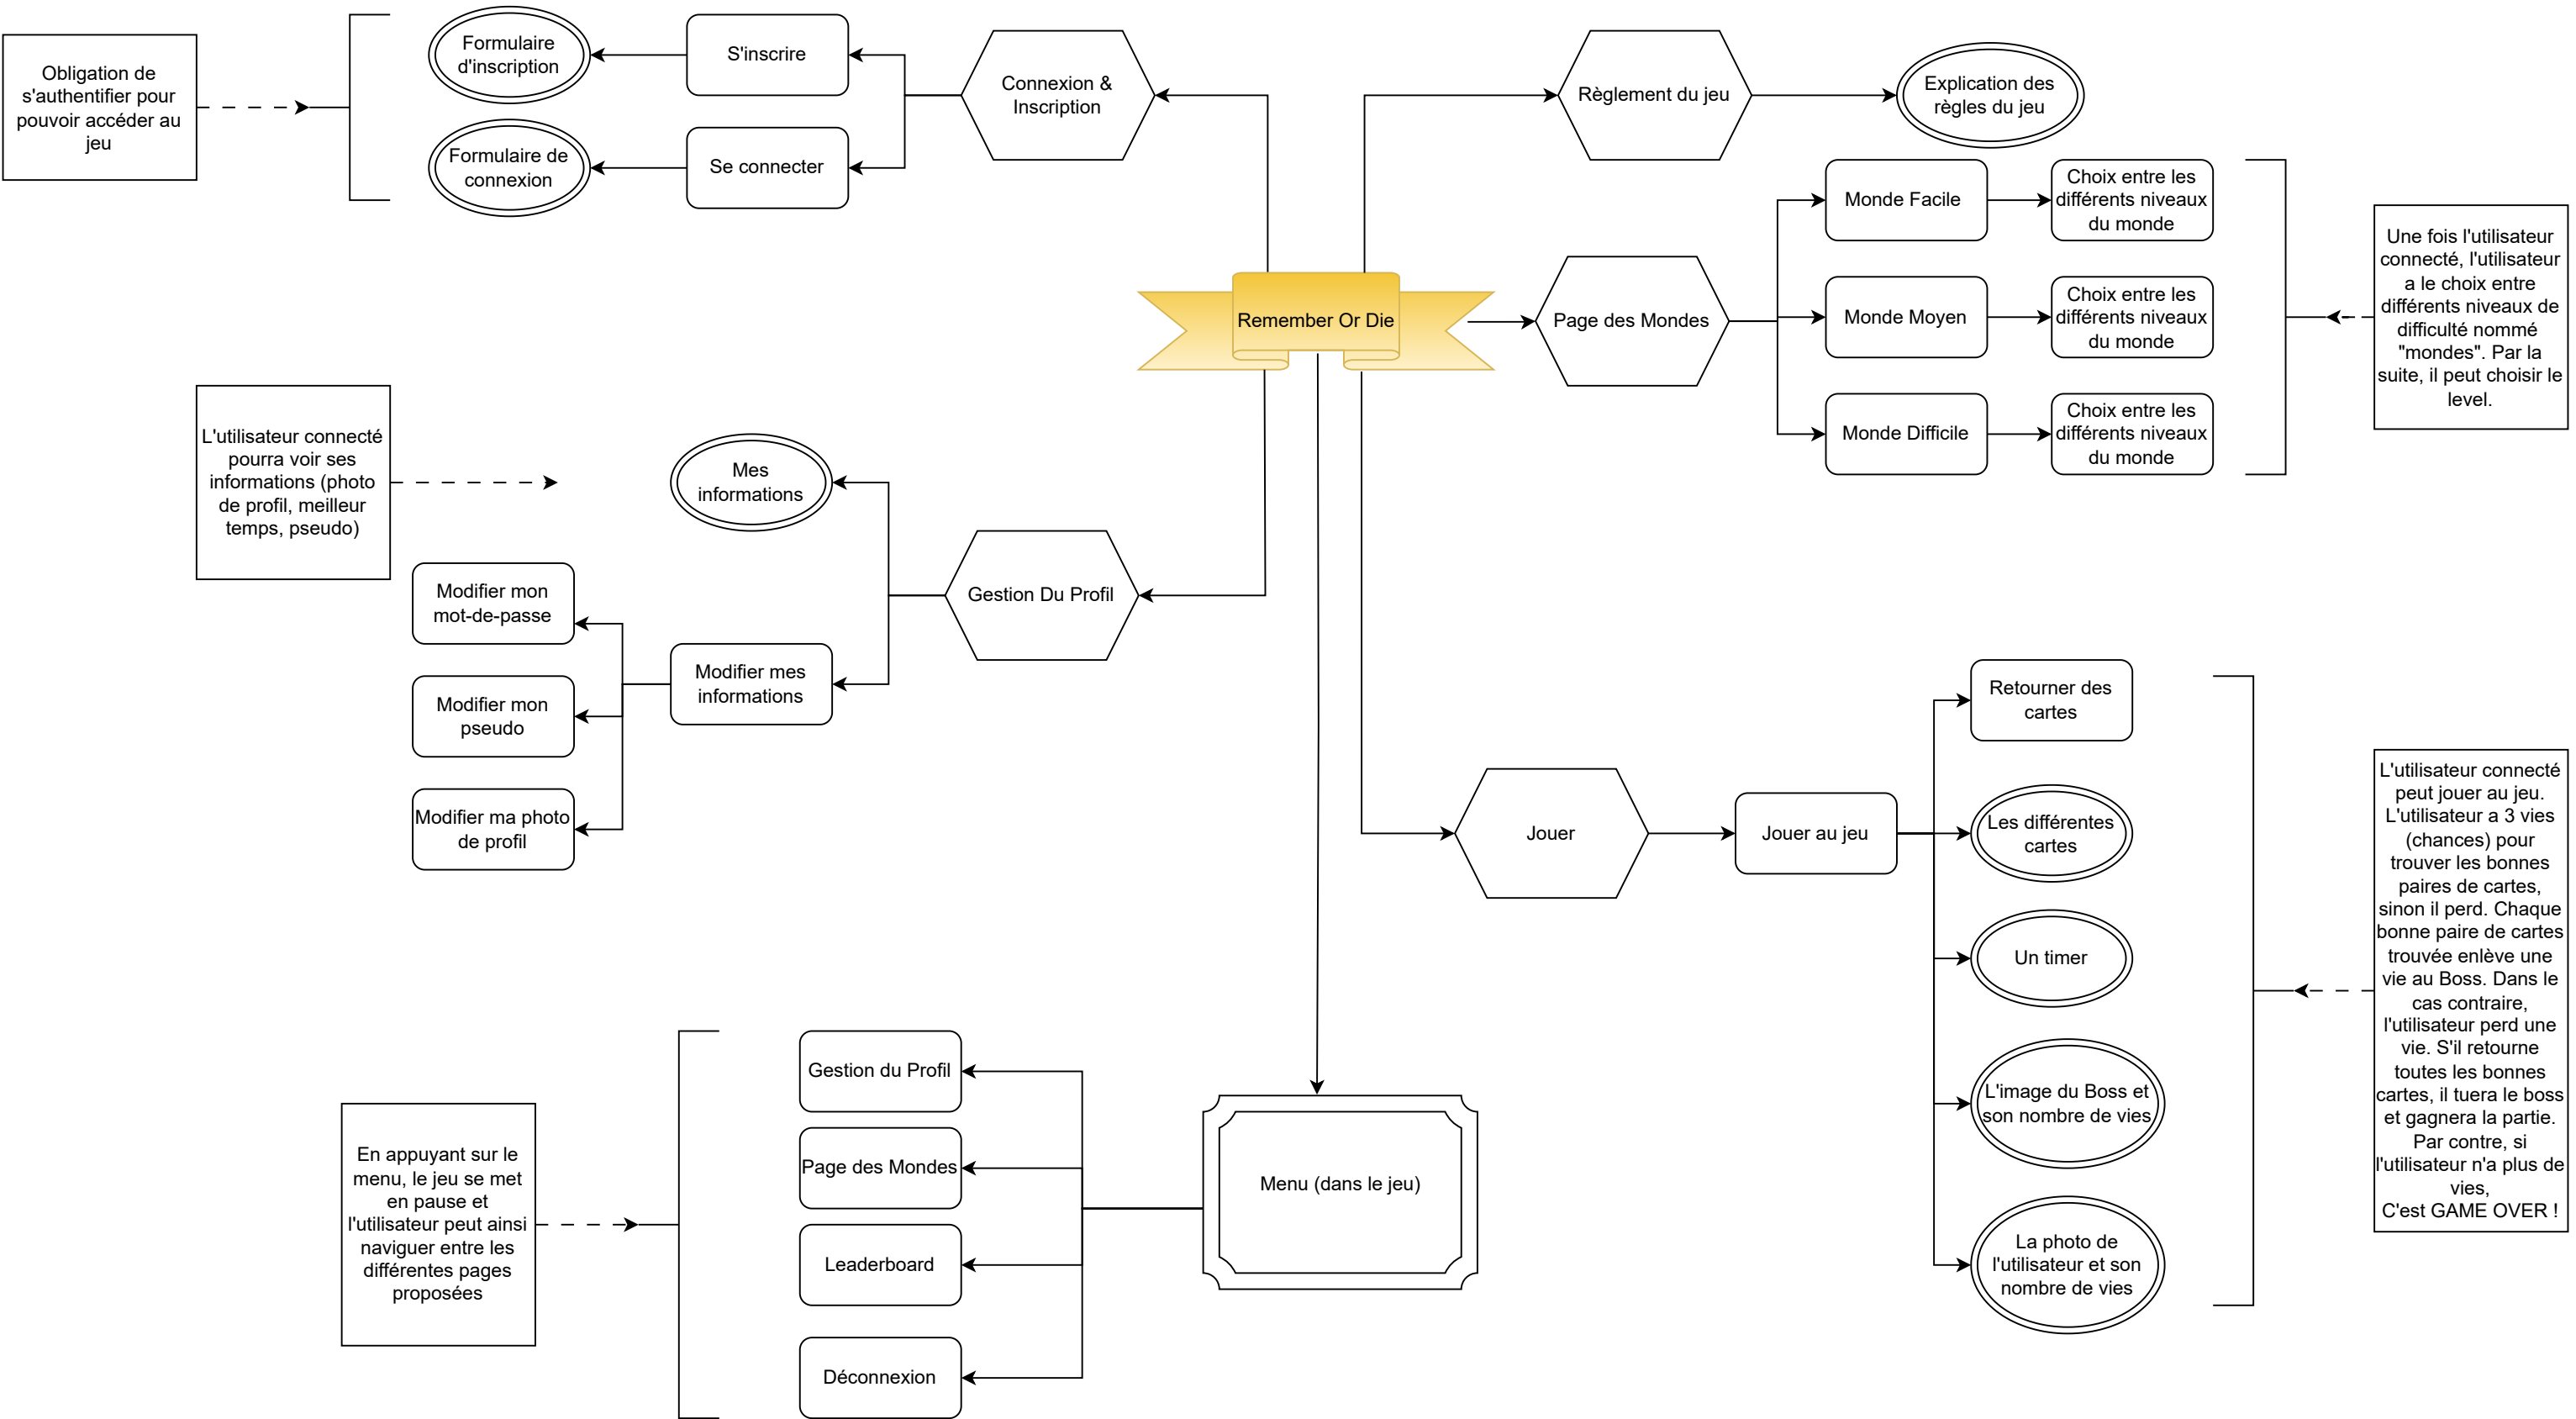 Obligation de
s'authentifier pour
pouvoir accéder au
jeu
Formulaire
d'inscription
S'inscrire
Formulaire de
connexion
Se connecter
Connexion &
Inscription
Règlement du jeu
Explication des
règles du jeu
Remember Or Die
Page des Mondes
Monde Facile
Choix entre les
différents niveaux
du monde
Monde Moyen
Choix entre les
différents niveaux
du monde
Monde Difficile
Choix entre les
différents niveaux
du monde
Une fois l'utilisateur
connecté, l'utilisateur
a le choix entre
différents niveaux de
difficulté nommé
"mondes". Par la
suite, il peut choisir le
level.
L'utilisateur connecté
pourra voir ses
informations (photo
de profil, meilleur
temps, pseudo)
Mes
informations
Gestion Du Profil
Modifier mes
informations
Modifier mon
mot-de-passe
Modifier mon
pseudo
Modifier ma photo
de profil
Jouer
Jouer au jeu
Retourner des
cartes
Les différentes
cartes
Un timer
L'image du Boss et
son nombre de vies
La photo de
l'utilisateur et son
nombre de vies
L'utilisateur connecté
peut jouer au jeu.
L'utilisateur a 3 vies
(chances) pour
trouver les bonnes
paires de cartes,
sinon il perd. Chaque
bonne paire de cartes
trouvée enlève une
vie au Boss. Dans le
cas contraire,
l'utilisateur perd une
vie. S'il retourne
toutes les bonnes
cartes, il tuera le boss
et gagnera la partie.
Par contre, si
l'utilisateur n'a plus de
vies,
C'est GAME OVER !
En appuyant sur le
menu, le jeu se met
en pause et
l'utilisateur peut ainsi
naviguer entre les
différentes pages
proposées
Gestion du Profil
Page des Mondes
Leaderboard
Déconnexion
Menu (dans le jeu)